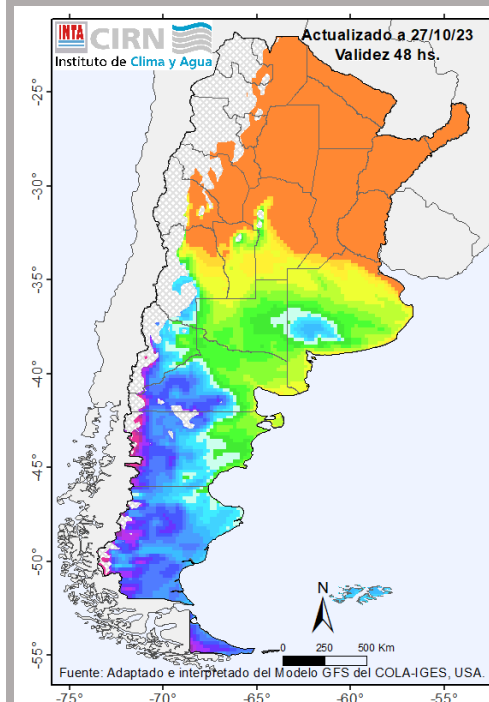 INTA CIRN
Instituto de Clima y Agua
Actualizado a 27/10/23
Validez 48 hs.
-25°
-30°
-35°
-40°
-45°
-50°
-55°
N
0 250 500 Km
Fuente: Adaptado e interpretado del Modelo GFS del COLA-IGES, USA.
-75° -70° -65° -60° -55°